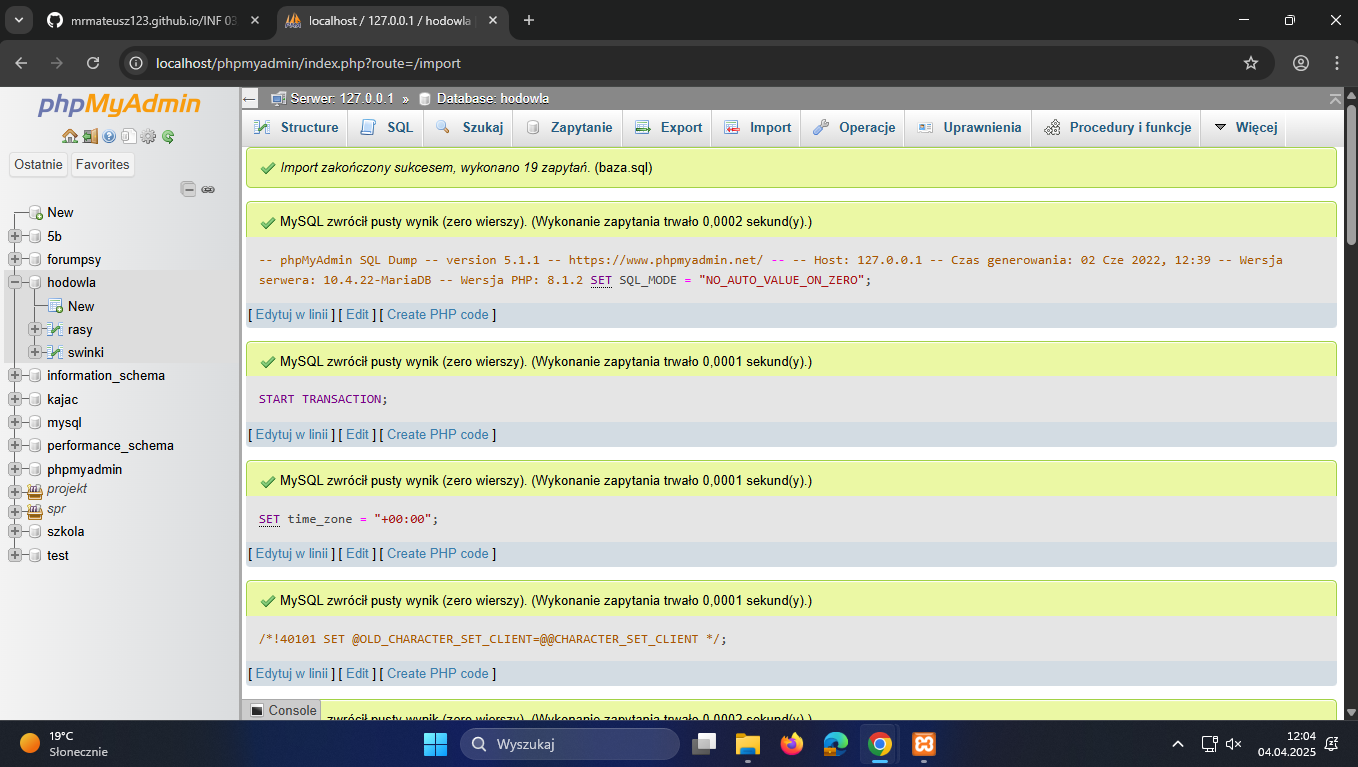 mrmateusz123.github.io/INF 03
localhost / 127.0.0.1 / hodowla
localhost/phpmyadmin/index.php?route=/import
phpMyAdmin
Ostatnie
Favorites
New
5b
forumpsy
hodowla
New
rasy
swinki
information_schema
kajac
mysql
performance_schema
phpmyadmin
projekt
spr
szkola
test
Serwer: 127.0.0.1 » Database: hodowla
Structure
SQL
Szukaj
Zapytanie
Export
Import
Operacje
Uprawnienia
Procedury i funkcje
Więcej
Import zakończony sukcesem, wykonano 19 zapytań. (baza.sql)
MySQL zwrócił pusty wynik (zero wierszy). (Wykonanie zapytania trwało 0,0002 sekund(y).)
-- phpMyAdmin SQL Dump -- version 5.1.1 -- https://www.phpmyadmin.net/ -- -- Host: 127.0.0.1 -- Czas generowania: 02 Cze 2022, 12:39 -- Wersja
serwera: 10.4.22-MariaDB -- Wersja PHP: 8.1.2 SET SQL_MODE = "NO_AUTO_VALUE_ON_ZERO";
[ Edytuj w linii ] [ Edit ] [ Create PHP code ]
MySQL zwrócił pusty wynik (zero wierszy). (Wykonanie zapytania trwało 0,0001 sekund(y).)
START TRANSACTION;
[ Edytuj w linii ] [ Edit ] [ Create PHP code ]
MySQL zwrócił pusty wynik (zero wierszy). (Wykonanie zapytania trwało 0,0001 sekund(y).)
SET time_zone = "+00:00";
[ Edytuj w linii ] [ Edit ] [ Create PHP code ]
MySQL zwrócił pusty wynik (zero wierszy). (Wykonanie zapytania trwało 0,0001 sekund(y).)
/*!40101 SET @OLD_CHARACTER_SET_CLIENT=@@CHARACTER_SET_CLIENT */;
[ Edytuj w linii ] [ Edit ] [ Create PHP code ]
Console
zwrócił pusty wynik (zero wierszy). (Wykonanie zapytania trwało 0,0002 sekund(y).)
19°C
Słonecznie
Wyszukaj
12:04
04.04.2025